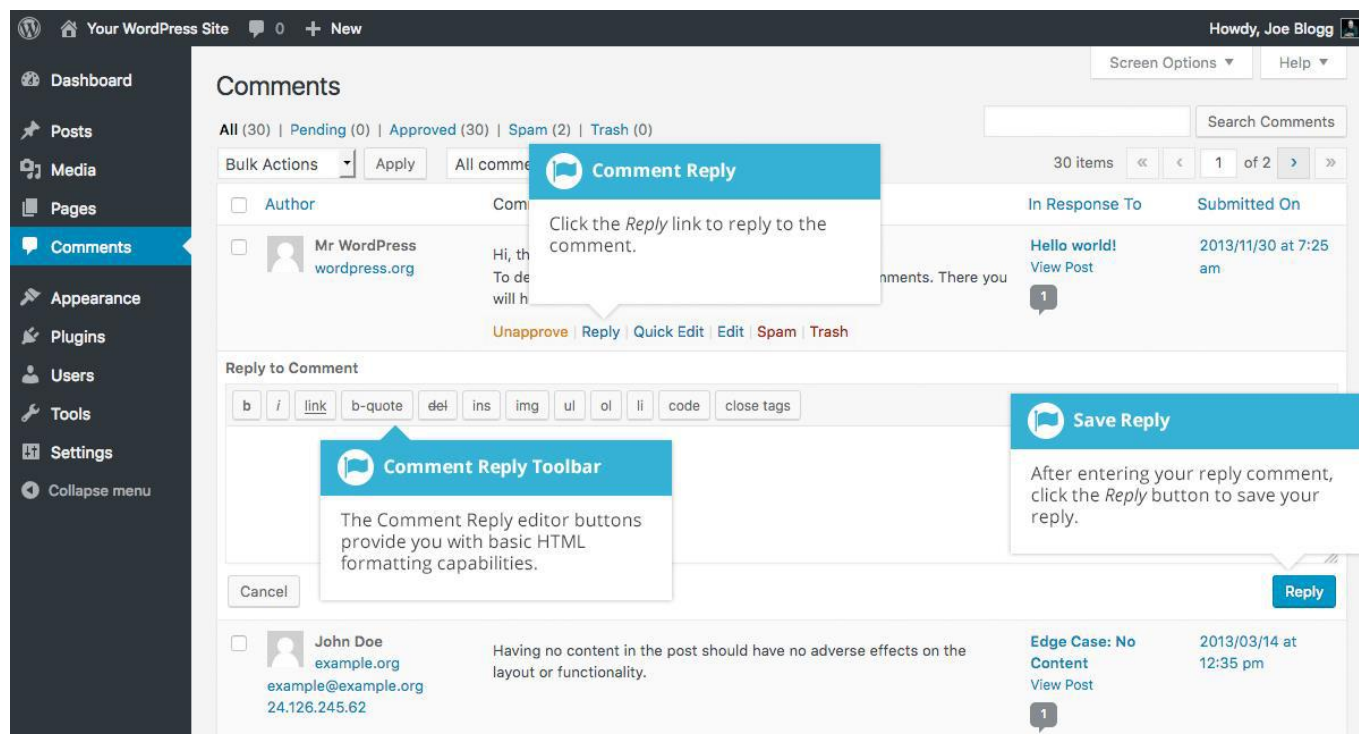 Your WordPress Site 0 + New Howdy, Joe Blogg
Screen Options Help
Dashboard
Posts
Media
Pages
Comments
Appearance
Plugins
Users
Tools
Settings
Collapse menu
Comments
All (30) | Pending (0) | Approved (30) | Spam (2) | Trash (0)
Search Comments
Bulk Actions Apply All comme
30 items « ‹ 1 of 2 › »
Author Com In Response To Submitted On
Comment Reply
Click the Reply link to reply to the
comment.
Mr WordPress
wordpress.org
Hi, th
To de mments. There you
will h
Unapprove | Reply | Quick Edit | Edit | Spam | Trash
Hello world!
View Post
1
2013/11/30 at 7:25
am
Reply to Comment
b i link b-quote del ins img ul ol li code close tags
Comment Reply Toolbar
The Comment Reply editor buttons
provide you with basic HTML
formatting capabilities.
Save Reply
After entering your reply comment,
click the Reply button to save your
reply.
Cancel Reply
John Doe
example.org
example@example.org
24.126.245.62
Having no content in the post should have no adverse effects on the
layout or functionality.
Edge Case: No
Content
View Post
1
2013/03/14 at
12:35 pm